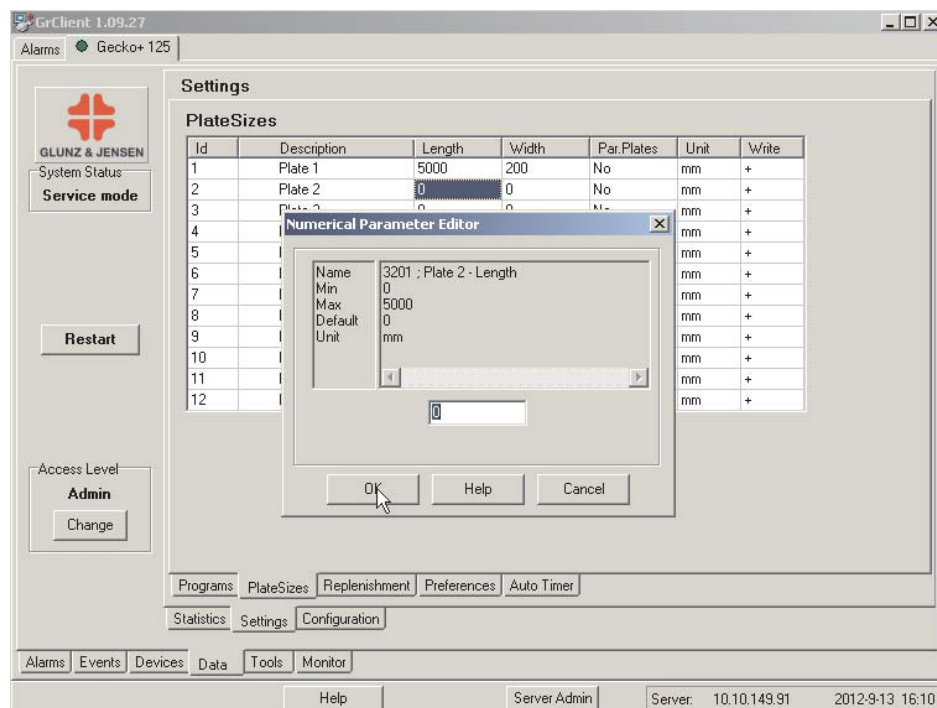 GrClient 1.09.27
Alarms Gecko+ 125
GLUNZ & JENSEN
System Status
Service mode
Restart
Access Level
Admin
Change
Settings
PlateSizes
Id Description Length Width Par.Plates Unit Write
1 Plate 1 5000 200 No mm +
2 Plate 2 0 0 No mm +
3 mm +
4 mm +
5 mm +
6 mm +
7 mm +
8 mm +
9 mm +
10 mm +
11 mm +
12 mm +
Numerical Parameter Editor
Name 3201 ; Plate 2 - Length
Min 0
Max 5000
Default 0
Unit mm
0
OK Help Cancel
Programs PlateSizes Replenishment Preferences Auto Timer
Statistics Settings Configuration
Alarms Events Devices Data Tools Monitor
Help Server Admin Server: 10.10.149.91 2012-9-13 16:10